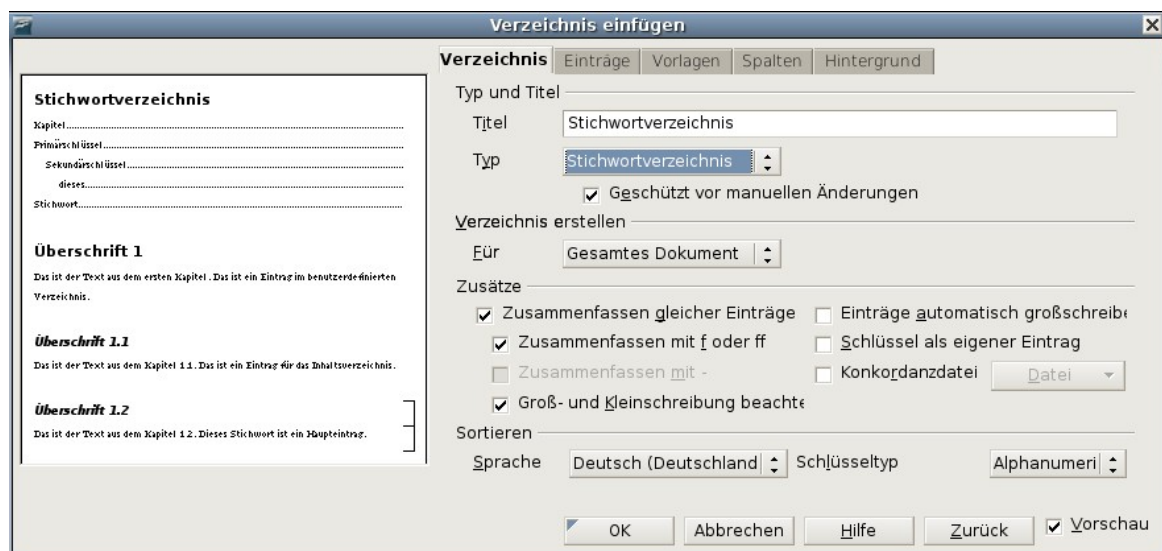 Verzeichnis einfügen
Verzeichnis Einträge Vorlagen Spalten Hintergrund
Stichwortverzeichnis
Kapitel
Primärschlüssel
Sekundärschlüssel
dieses
Stichwort
Überschrift 1
Das ist der Text aus dem ersten Kapitel. Das ist ein Eintrag im benutzerdefinierten
Verzeichnis.
Überschrift 1.1
Das ist der Text aus dem Kapitel 1.1. Das ist ein Eintrag für das Inhaltsverzeichnis.
Überschrift 1.2
Das ist der Text aus dem Kapitel 1.2. Dieses Stichwort ist ein Haupteintrag.
Typ und Titel
Titel Stichwortverzeichnis
Typ Stichwortverzeichnis
Geschützt vor manuellen Änderungen
Verzeichnis erstellen
Für Gesamtes Dokument
Zusätze
Zusammenfassen gleicher Einträge Einträge automatisch großschreibe
Zusammenfassen mit f oder ff Schlüssel als eigener Eintrag
Zusammenfassen mit - Konkordanzdatei Datei
Groß- und Kleinschreibung beachte
Sortieren
Sprache Deutsch (Deutschland Schlüsseltyp Alphanumeri
OK Abbrechen Hilfe Zurück Vorschau